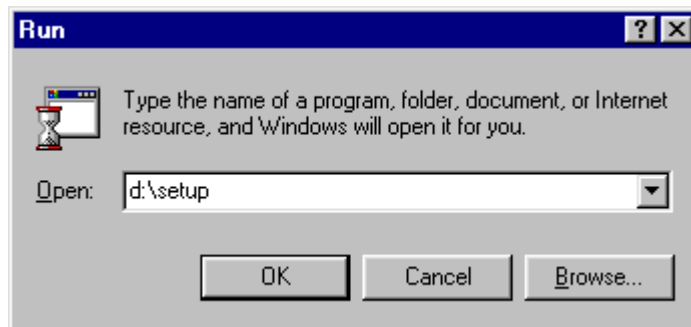 Run
Type the name of a program, folder, document, or Internet
resource, and Windows will open it for you.
Open: d:\setup
OK Cancel Browse...